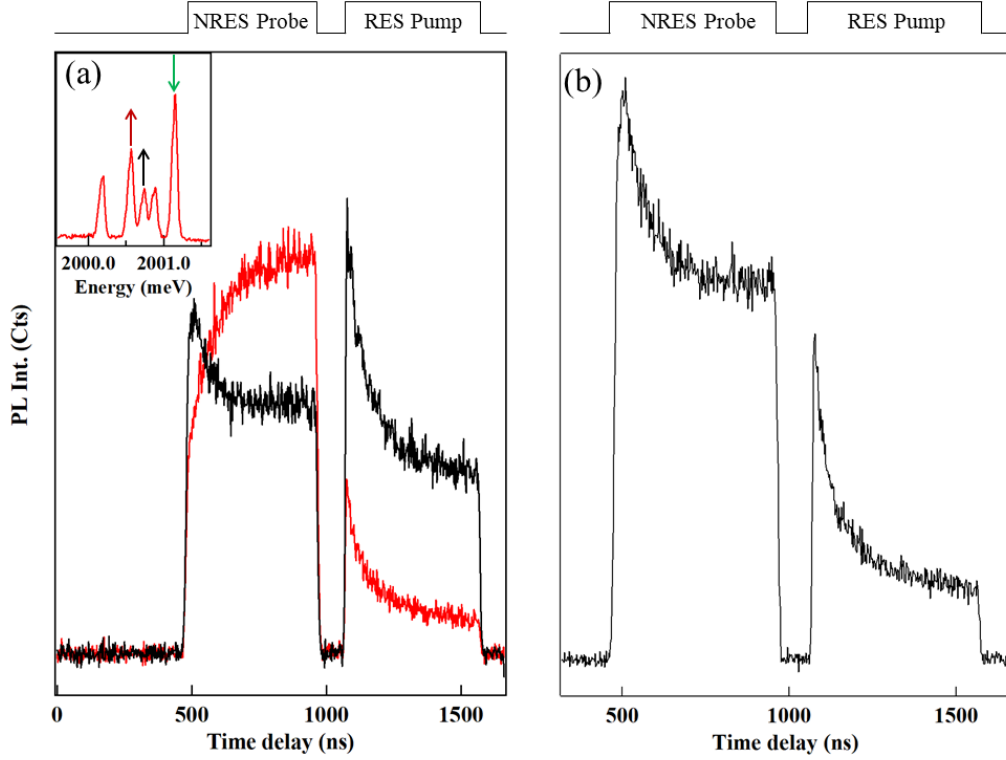 NRES Probe
RES Pump
NRES Probe
RES Pump
(a)
2000.0
2001.0
Energy (meV)
(b)
PL Int. (Cts)
0
500
1000
1500
Time delay (ns)
500
1000
1500
Time delay (ns)